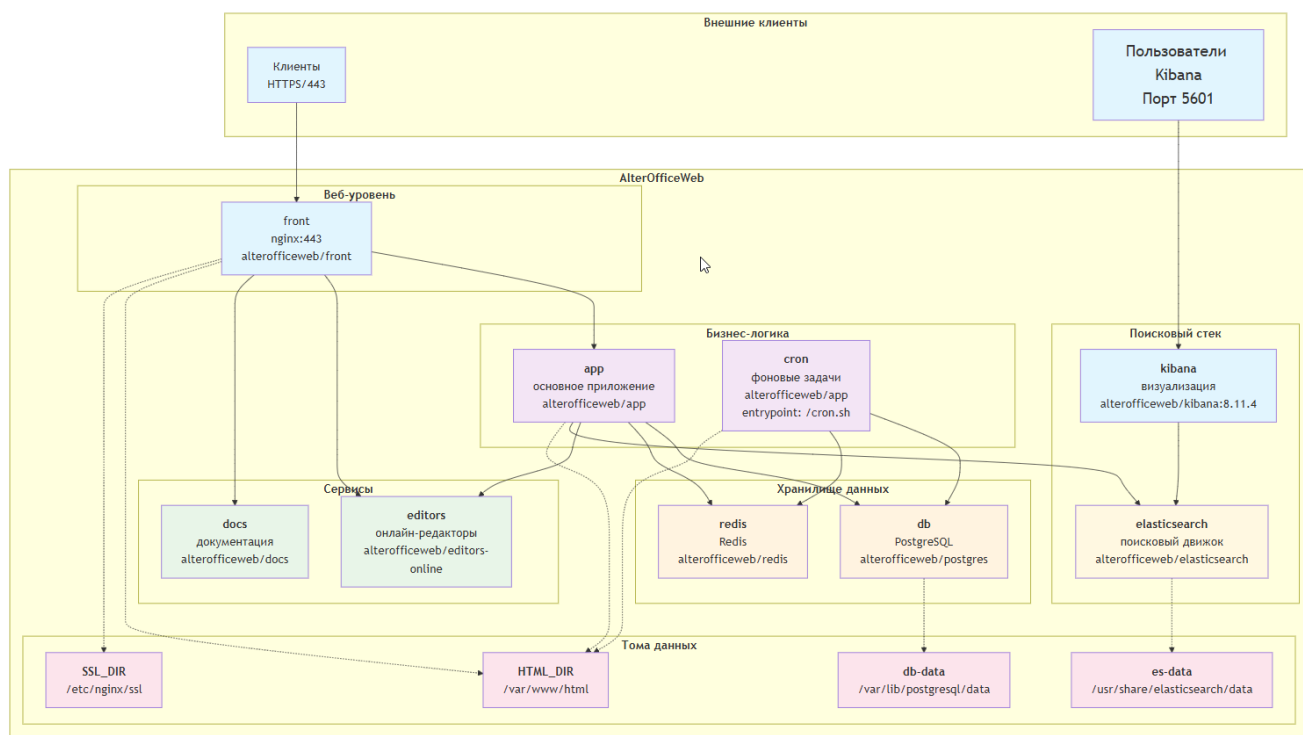 Внешние клиенты
Клиенты
HTTPS/443
Пользователи
Kibana
Порт 5601
AlterOfficeWeb
Веб-уровень
front
nginx:443
alterofficeweb/front
Бизнес-логика
app
основное приложение
alterofficeweb/app
cron
фоновые задачи
alterofficeweb/app
entrypoint: /cron.sh
Поисковый стек
kibana
визуализация
alterofficeweb/kibana:8.11.4
Сервисы
docs
документация
alterofficeweb/docs
editors
онлайн-редакторы
alterofficeweb/editors-
online
Хранилище данных
redis
Redis
alterofficeweb/redis
db
PostgreSQL
alterofficeweb/postgres
elasticsearch
поисковый движок
alterofficeweb/elasticsearch
Тома данных
SSL_DIR
/etc/nginx/ssl
HTML_DIR
/var/www/html
db-data
/var/lib/postgresql/data
es-data
/usr/share/elasticsearch/data